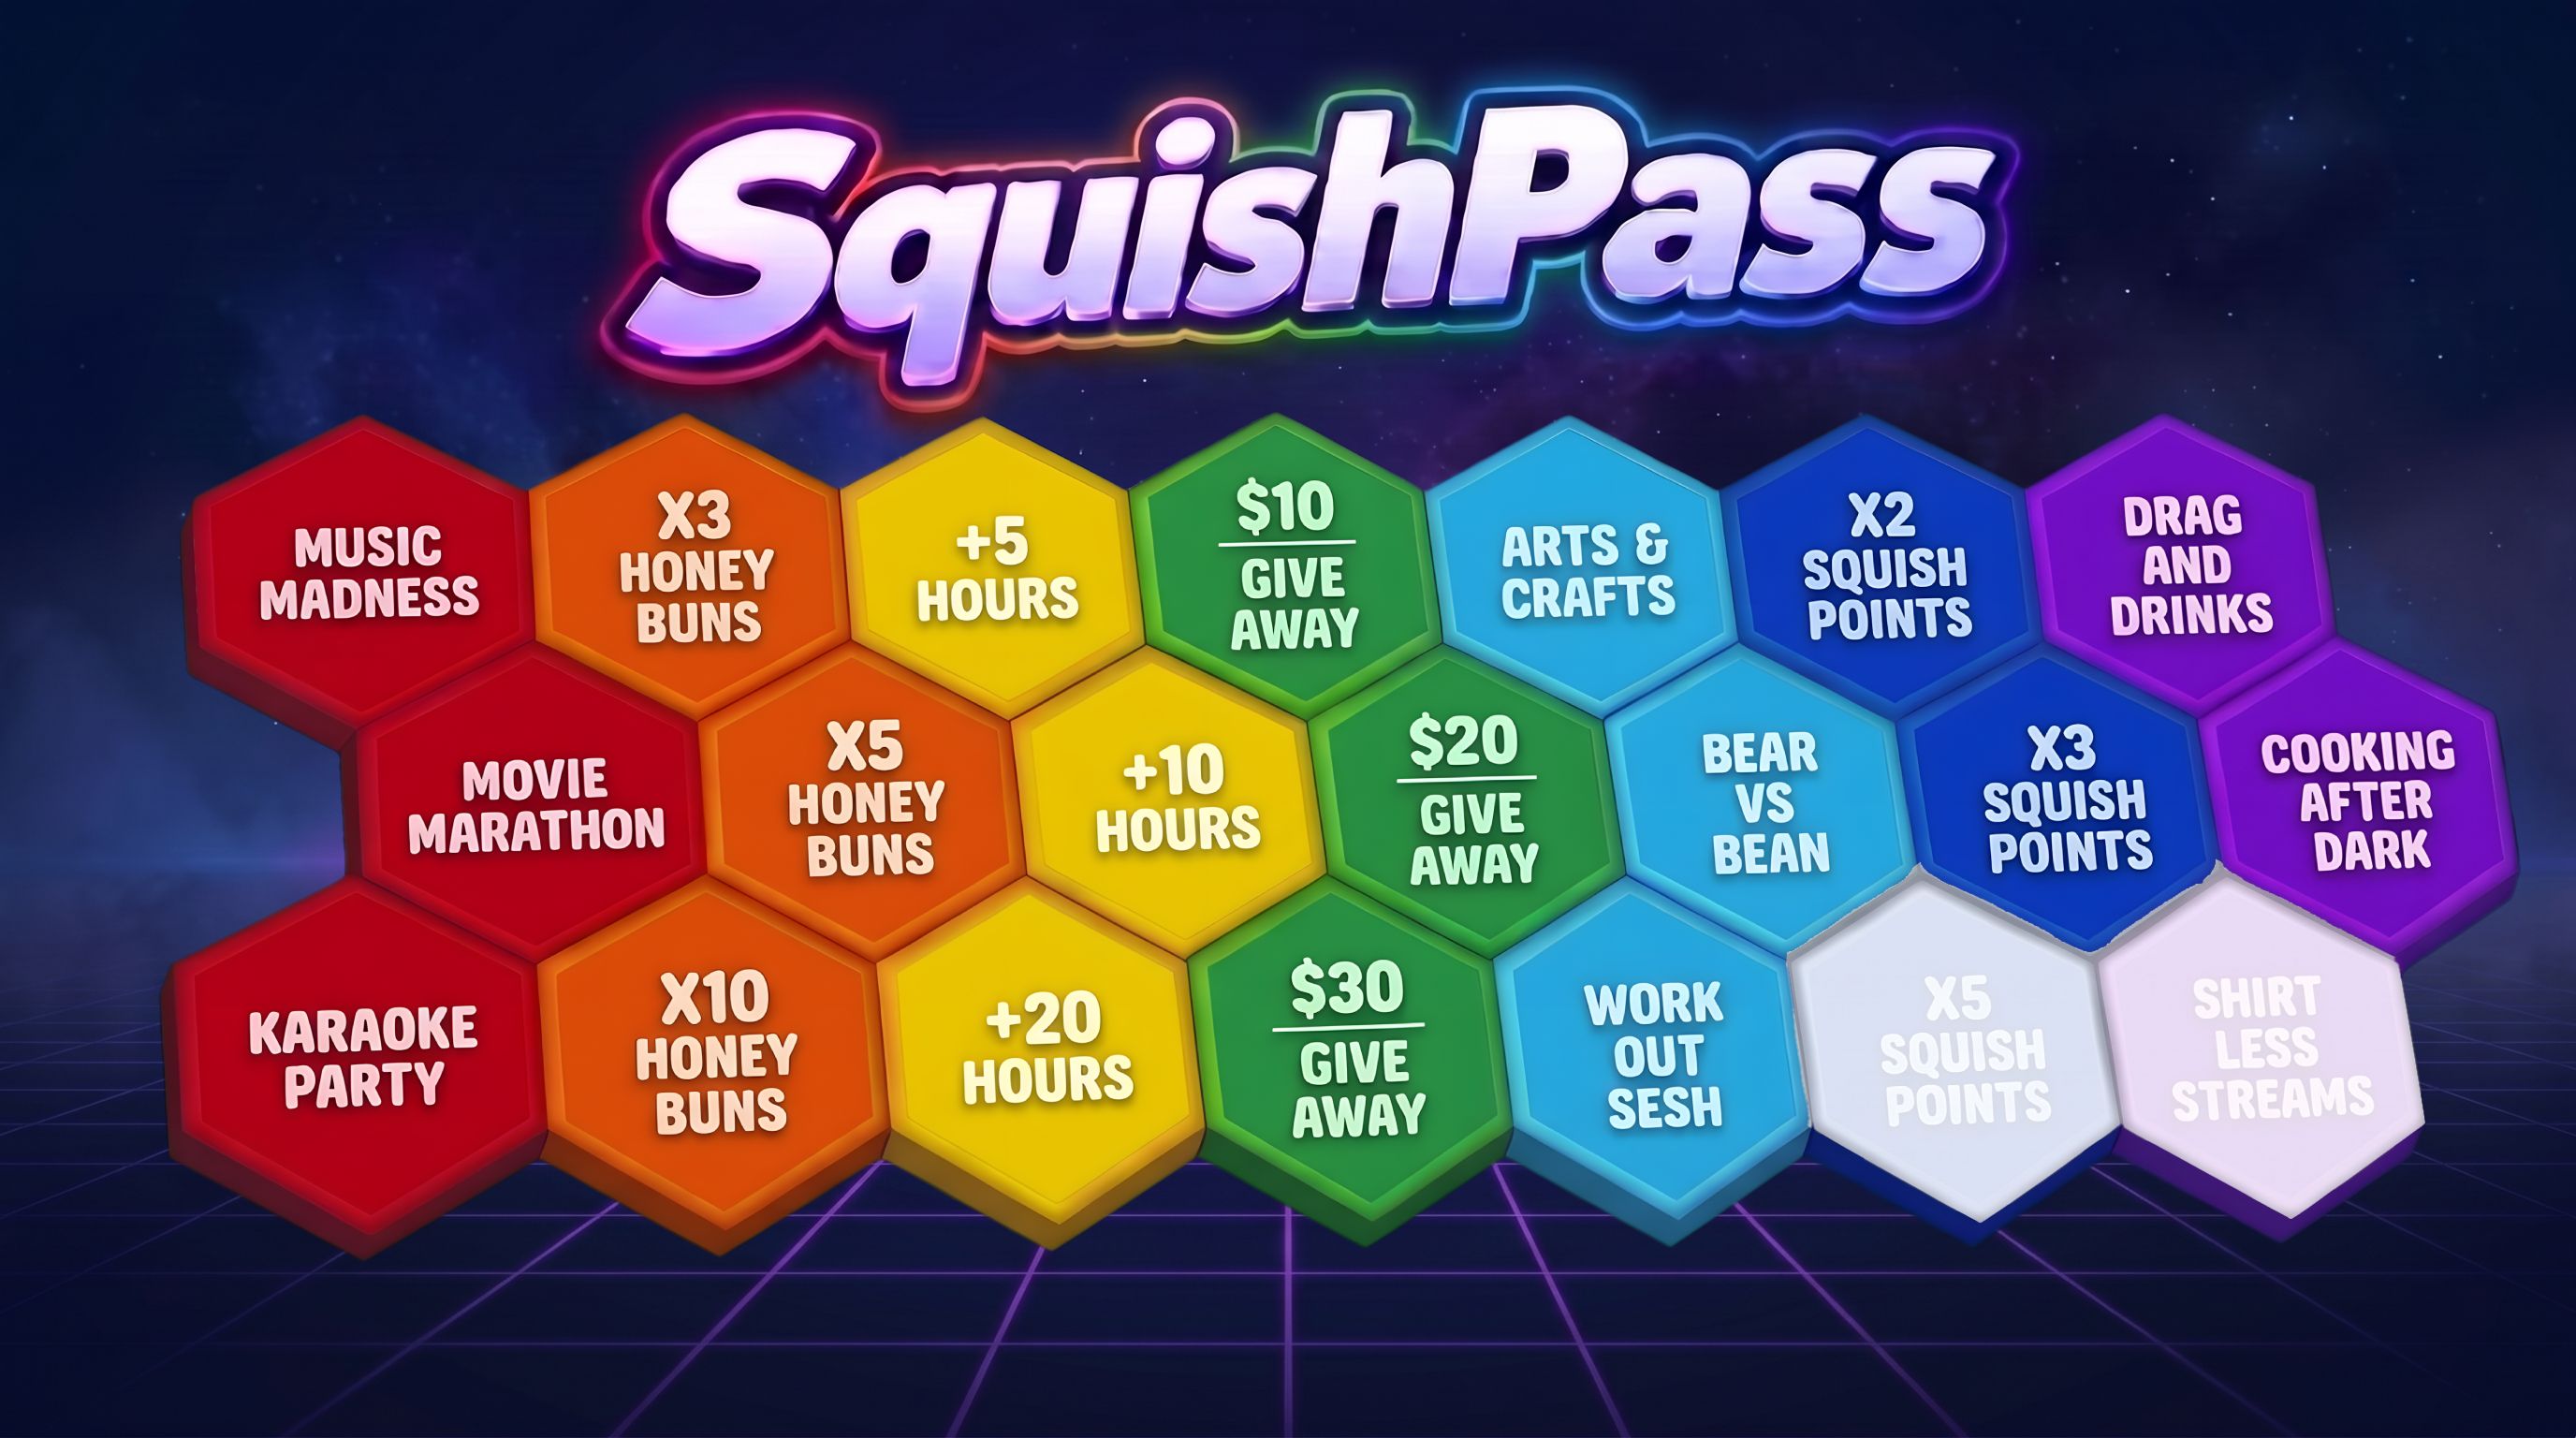 SquishPass
MUSIC
MADNESS
X3
HONEY
BUNS
+5
HOURS
$10
GIVE
AWAY
ARTS &
CRAFTS
X2
SQUISH
POINTS
DRAG
AND
DRINKS
MOVIE
MARATHON
X5
HONEY
BUNS
+10
HOURS
$20
GIVE
AWAY
BEAR
VS
BEAN
X3
SQUISH
POINTS
COOKING
AFTER
DARK
KARAOKE
PARTY
X10
HONEY
BUNS
+20
HOURS
$30
GIVE
AWAY
WORK
OUT
SESH
X5
SQUISH
POINTS
SHIRT
LESS
STREAMS